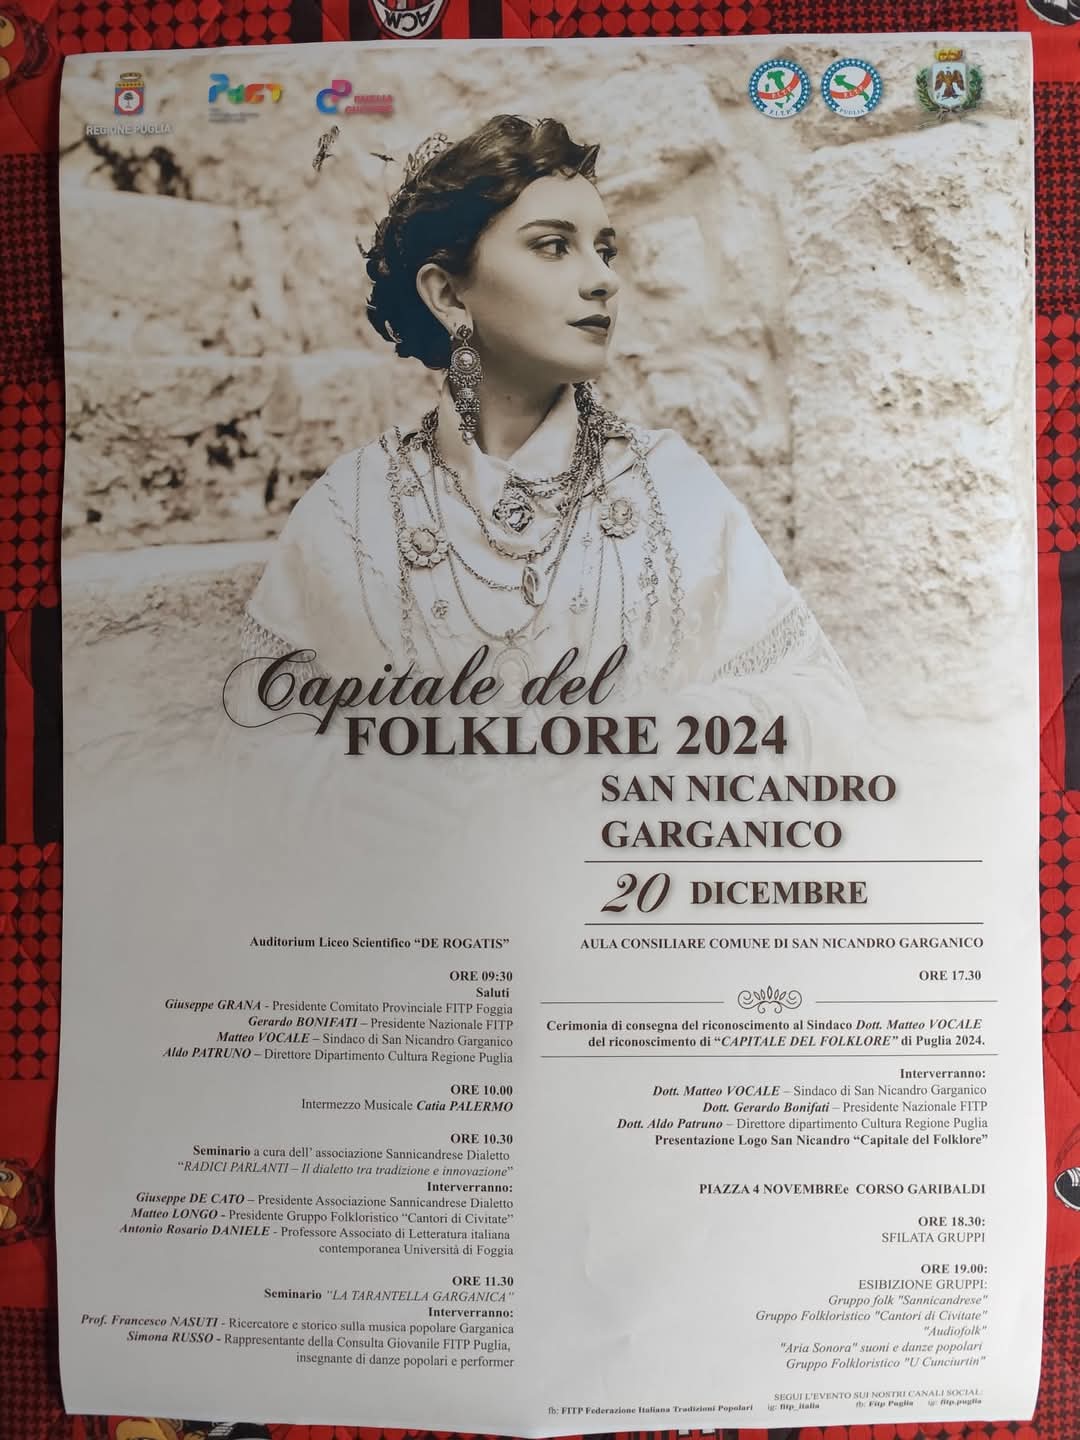 ACM
REGIONE PUGLIA
PUGLIA
F.I.T.P.
F.I.T.P.
PUGLIA
Capitale del
FOLKLORE 2024
SAN NICANDRO
GARGANICO
20 DICEMBRE
Auditorium Liceo Scientifico “DE ROGATIS”
ORE 09:30
Saluti
Giuseppe GRANA - Presidente Comitato Provinciale FITP Foggia
Gerardo BONIFATI – Presidente Nazionale FITP
Matteo VOCALE – Sindaco di San Nicandro Garganico
Aldo PATRUNO – Direttore Dipartimento Cultura Regione Puglia
ORE 10.00
Intermezzo Musicale Catia PALERMO
ORE 10.30
Seminario a cura dell’ associazione Sannicandrese Dialetto
“RADICI PARLANTI – Il dialetto tra tradizione e innovazione”
Interverranno:
Giuseppe DE CATO – Presidente Associazione Sannicandrese Dialetto
Matteo LONGO - Presidente Gruppo Folkloristico “Cantori di Civitate”
Antonio Rosario DANIELE - Professore Associato di Letteratura italiana
contemporanea Università di Foggia
ORE 11.30
Seminario “LA TARANTELLA GARGANICA“
Interverranno:
Prof. Francesco NASUTI - Ricercatore e storico sulla musica popolare Garganica
Simona RUSSO - Rappresentante della Consulta Giovanile FITP Puglia,
insegnante di danze popolari e performer
AULA CONSILIARE COMUNE DI SAN NICANDRO GARGANICO
ORE 17.30
Cerimonia di consegna del riconoscimento al Sindaco Dott. Matteo VOCALE
del riconoscimento di “CAPITALE DEL FOLKLORE” di Puglia 2024.
Interverranno:
Dott. Matteo VOCALE – Sindaco di San Nicandro Garganico
Dott. Gerardo Bonifati – Presidente Nazionale FITP
Dott. Aldo Patruno – Direttore dipartimento Cultura Regione Puglia
Presentazione Logo San Nicandro “Capitale del Folklore”
PIAZZA 4 NOVEMBREe CORSO GARIBALDI
ORE 18.30:
SFILATA GRUPPI
ORE 19.00:
ESIBIZIONE GRUPPI:
Gruppo folk "Sannicandrese"
Gruppo Folkloristico "Cantori di Civitate"
"Audiofolk"
"Aria Sonora" suoni e danze popolari
Gruppo Folkloristico "U Cunciurtin"
SEGUI L'EVENTO SUI NOSTRI CANALI SOCIAL:
fb: FITP Federazione Italiana Tradizioni Popolari ig: fitp_italia fb: Fitp Puglia ig: fitp.puglia